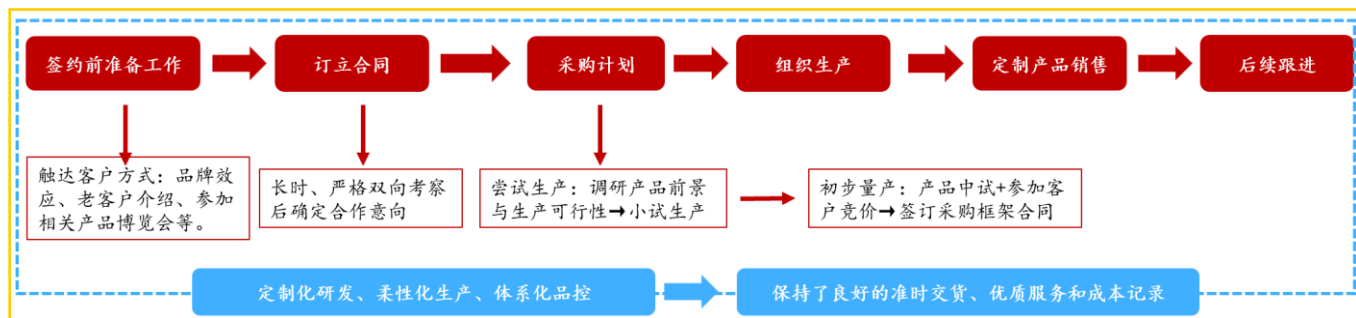 签约前准备工作
订立合同
采购计划
组织生产
定制产品销售
后续跟进
触达客户方式：品牌效
应、老客户介绍、参加
相关产品博览会等。
长时、严格双向考察
后确定合作意向
尝试生产：调研产品前景
与生产可行性→小试生产
初步量产：产品中试+参加客
户竞价→签订采购框架合同
定制化研发、柔性化生产、体系化品控
保持了良好的准时交货、优质服务和成本记录